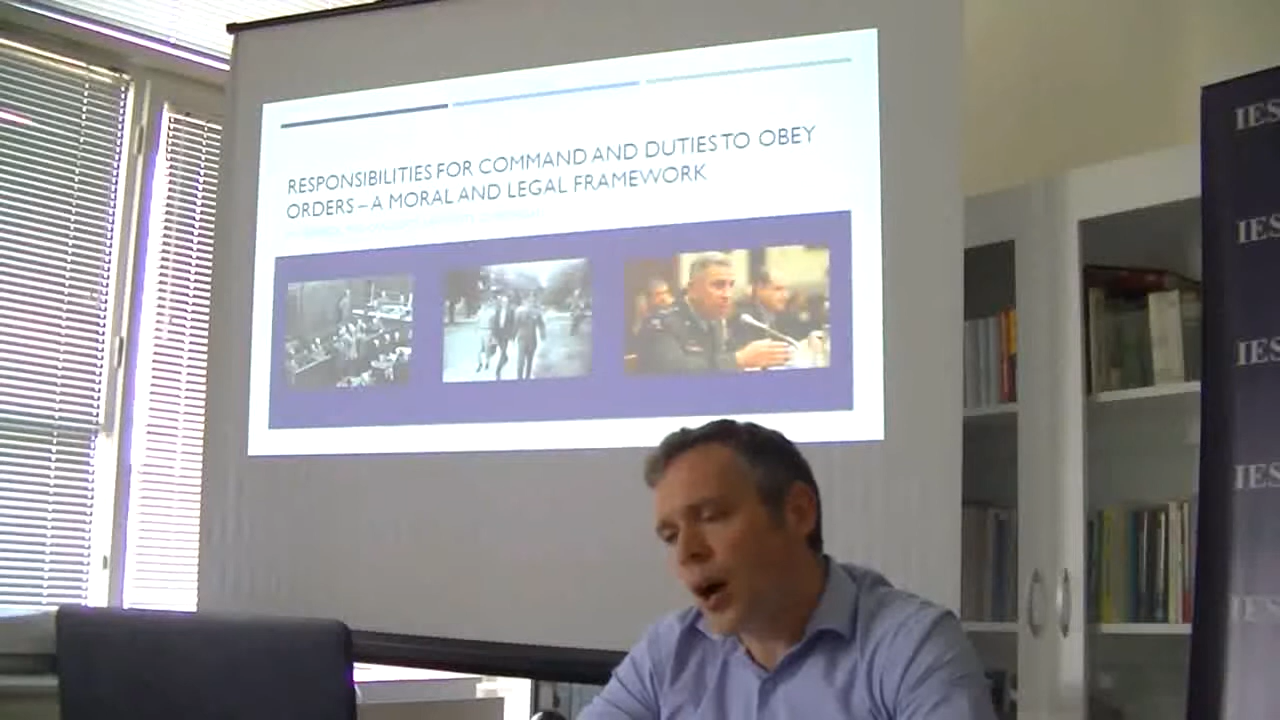 RESPONSIBILITIES FOR COMMAND AND DUTIES TO OBEY
ORDERS – A MORAL AND LEGAL FRAMEWORK
IES
IES
IES
IES
IES